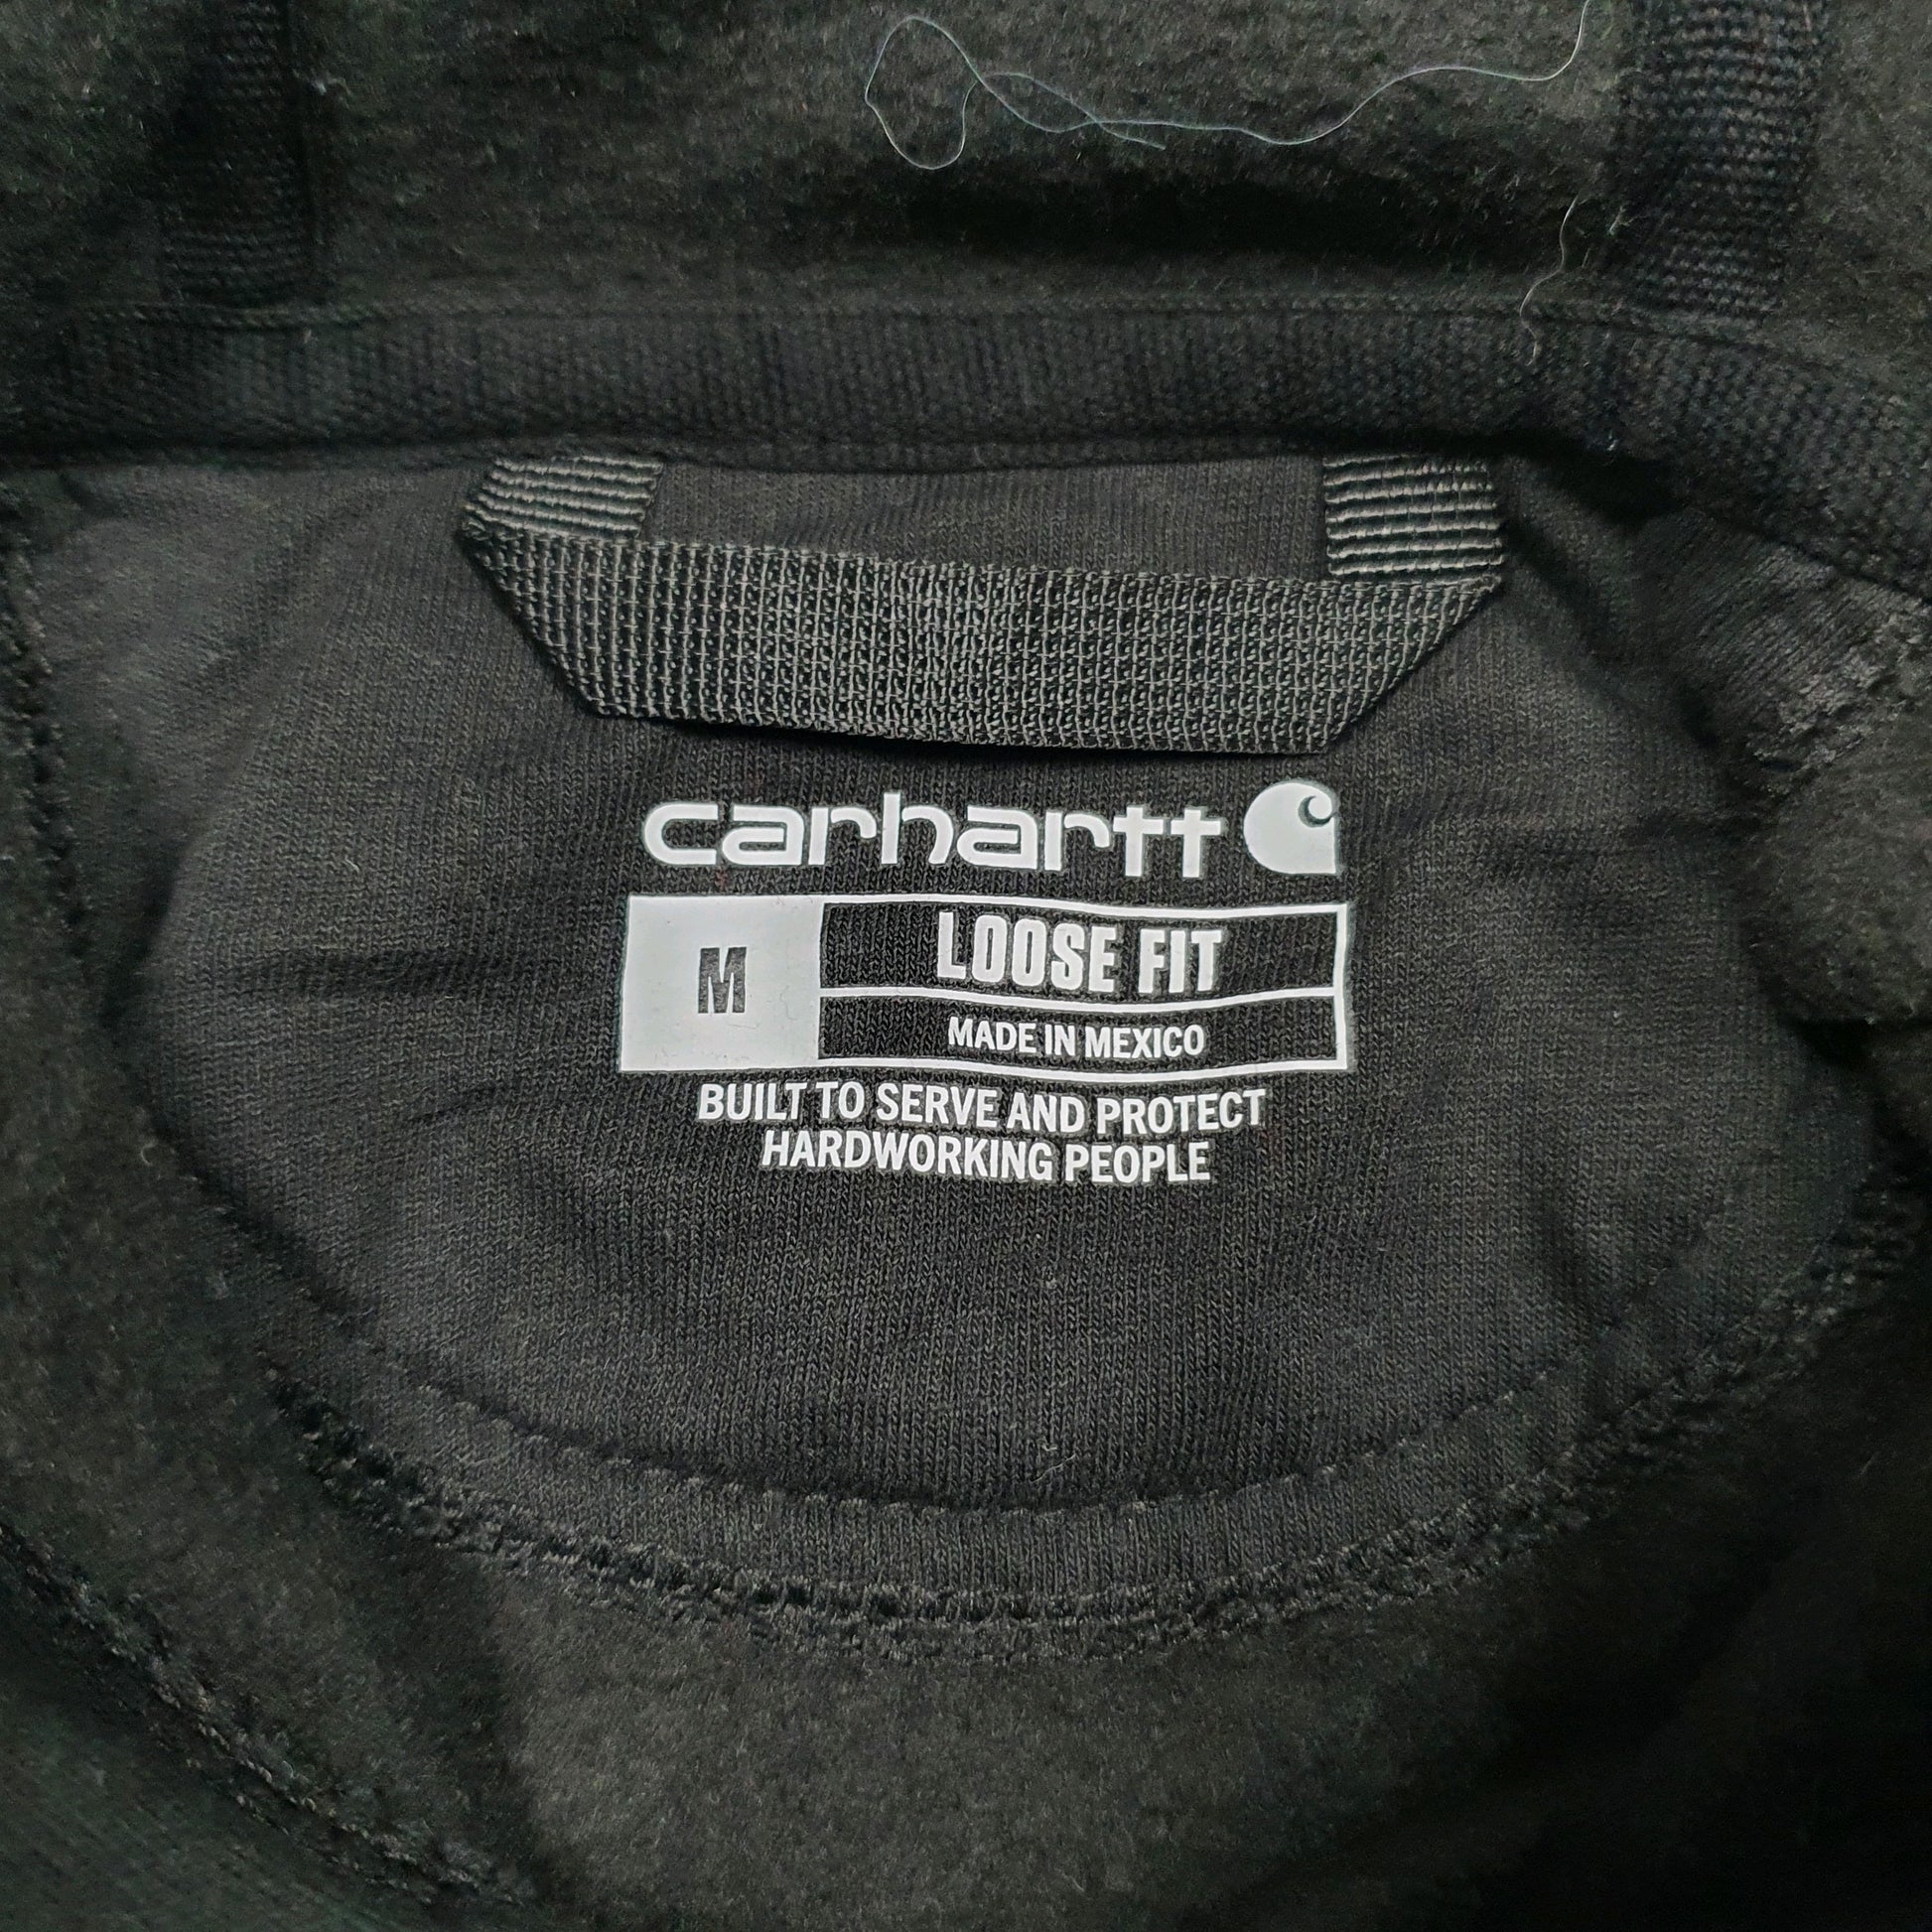 carhartt
M
LOOSE FIT
MADE IN MEXICO
BUILT TO SERVE AND PROTECT
HARDWORKING PEOPLE